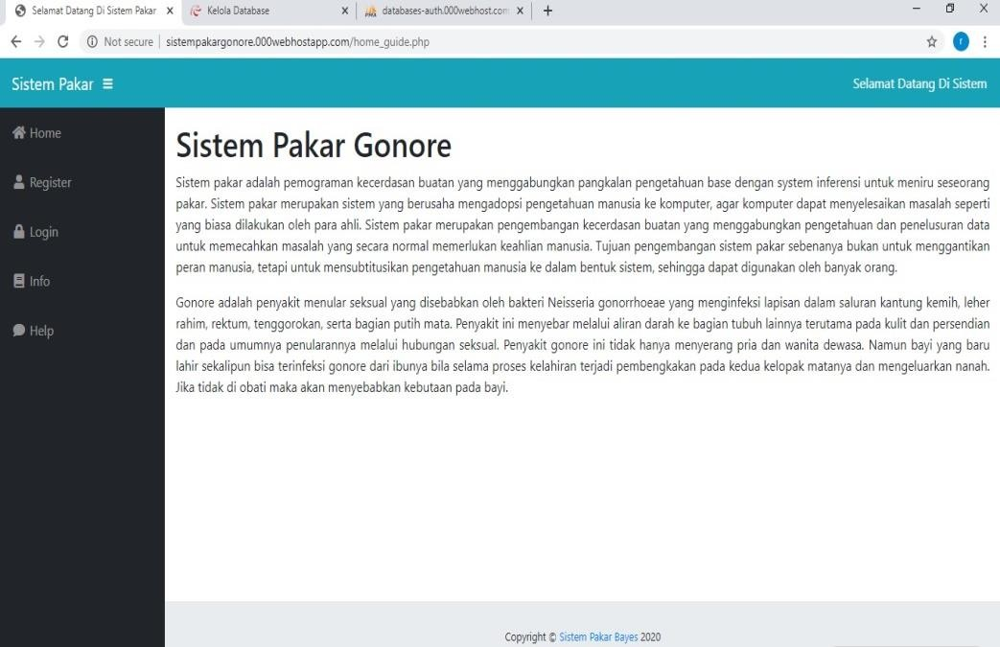 Selamat Datang Di Sistem Pakar
Kelola Database
databases-auth.000webhost.com
Not secure | sistempakargonore.000webhostapp.com/home_guide.php
r
Sistem Pakar
Selamat Datang Di Sistem
Home
Register
Login
Info
Help
Sistem Pakar Gonore
Sistem pakar adalah pemograman kecerdasan buatan yang menggabungkan pangkalan pengetahuan base dengan system inferensi untuk meniru seseorang
pakar. Sistem pakar merupakan sistem yang berusaha mengadopsi pengetahuan manusia ke komputer, agar komputer dapat menyelesaikan masalah seperti
yang biasa dilakukan oleh para ahli. Sistem pakar merupakan pengembangan kecerdasan buatan yang menggabungkan pengetahuan dan penelusuran data
untuk memecahkan masalah yang secara normal memerlukan keahlian manusia. Tujuan pengembangan sistem pakar sebenanya bukan untuk menggantikan
peran manusia, tetapi untuk mensubtitusikan pengetahuan manusia ke dalam bentuk sistem, sehingga dapat digunakan oleh banyak orang.
Gonore adalah penyakit menular seksual yang disebabkan oleh bakteri Neisseria gonorrhoeae yang menginfeksi lapisan dalam saluran kantung kemih, leher
rahim, rektum, tenggorokan, serta bagian putih mata. Penyakit ini menyebar melalui aliran darah ke bagian tubuh lainnya terutama pada kulit dan persendian
dan pada umumnya penularannya melalui hubungan seksual. Penyakit gonore ini tidak hanya menyerang pria dan wanita dewasa. Namun bayi yang baru
lahir sekalipun bisa terinfeksi gonore dari ibunya bila selama proses kelahiran terjadi pembengkakan pada kedua kelopak matanya dan mengeluarkan nanah.
Jika tidak di obati maka akan menyebabkan kebutaan pada bayi.
Copyright © Sistem Pakar Bayes 2020